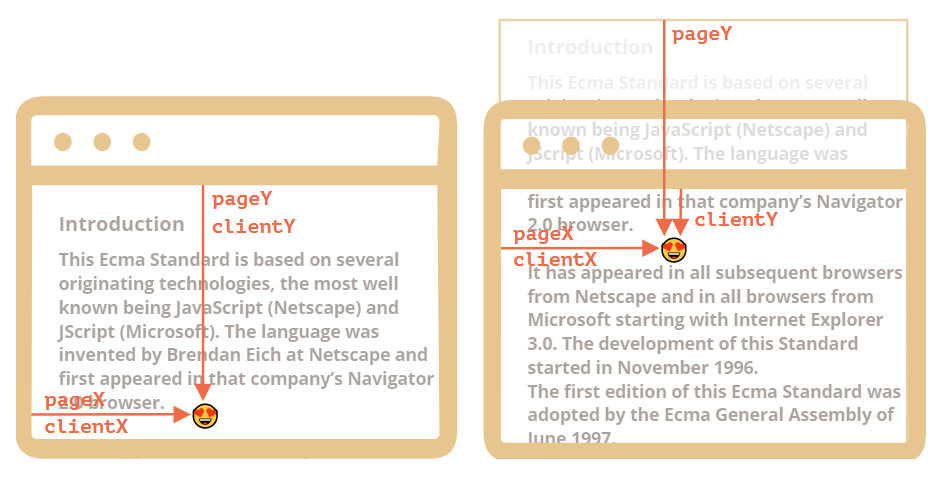 pageY
clientY
Introduction
This Ecma Standard is based on several
originating technologies, the most well
known being JavaScript (Netscape) and
JScript (Microsoft). The language was
invented by Brendan Eich at Netscape and
first appeared in that company’s Navigator
2.0 browser.
pageX
clientX
pageY
Introduction
This Ecma Standard is based on several
known being JavaScript (Netscape) and
JScript (Microsoft). The language was
first appeared in that company’s Navigator
2.0 browser.
clientY
pageX
clientX
It has appeared in all subsequent browsers
from Netscape and in all browsers from
Microsoft starting with Internet Explorer
3.0. The development of this Standard
started in November 1996.
The first edition of this Ecma Standard was
adopted by the Ecma General Assembly of
June 1997.